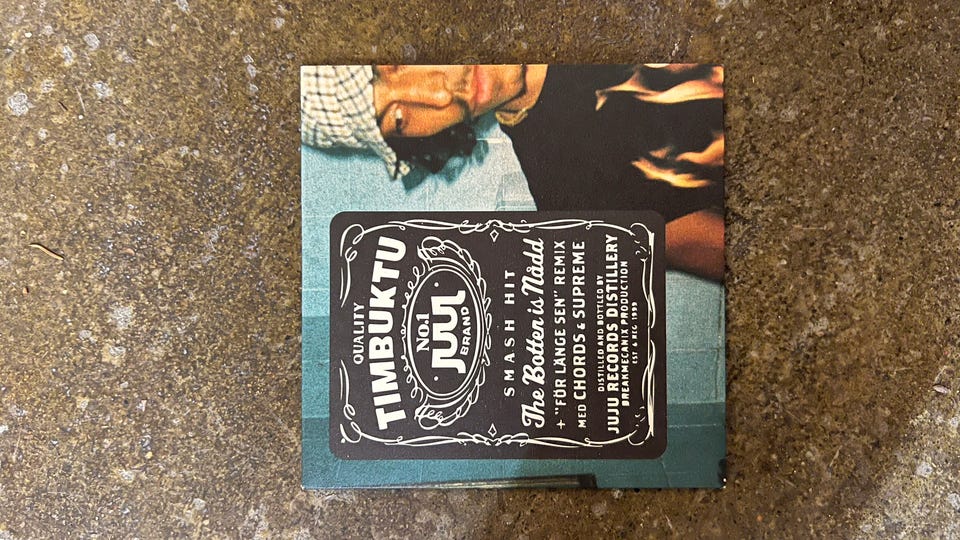 QUALITY
TIMBUKTU
NO.1
JUJU
BRAND
SMASH HIT
The Botten is Nådd
+ "FÖR LÄNGE SEN" REMIX
MED CHORDS & SUPREME
DISTILLED AND BOTTLED BY
JUJU RECORDS DISTILLERY
BREAKMECANIX PRODUCTION
EST & REG 1999